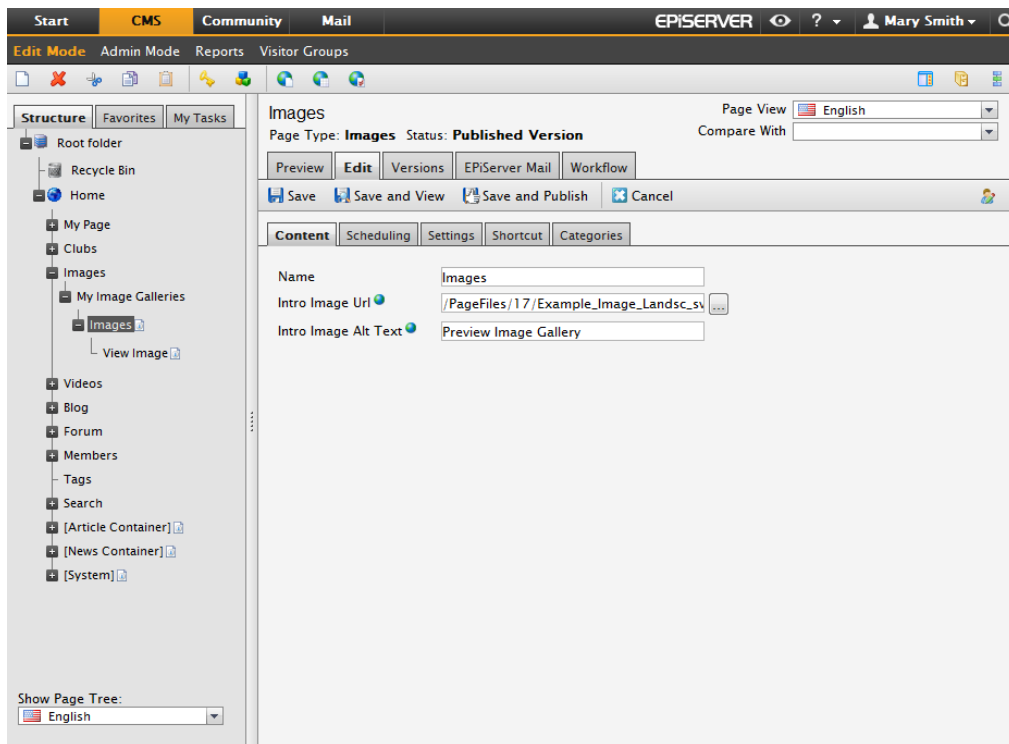 Start CMS Community Mail EPiSERVER ? Mary Smith
Edit Mode Admin Mode Reports Visitor Groups
Structure Favorites My Tasks
Root folder
Recycle Bin
Home
My Page
Clubs
Images
My Image Galleries
Images
View Image
Videos
Blog
Forum
Members
Tags
Search
[Article Container]
[News Container]
[System]
Show Page Tree:
English
Images
Page View English
Page Type: Images Status: Published Version
Compare With
Preview Edit Versions EPiServer Mail Workflow
Save Save and View Save and Publish Cancel
Content Scheduling Settings Shortcut Categories
Name Images
Intro Image Url /PageFiles/17/Example_Image_Landsc_sv ...
Intro Image Alt Text Preview Image Gallery